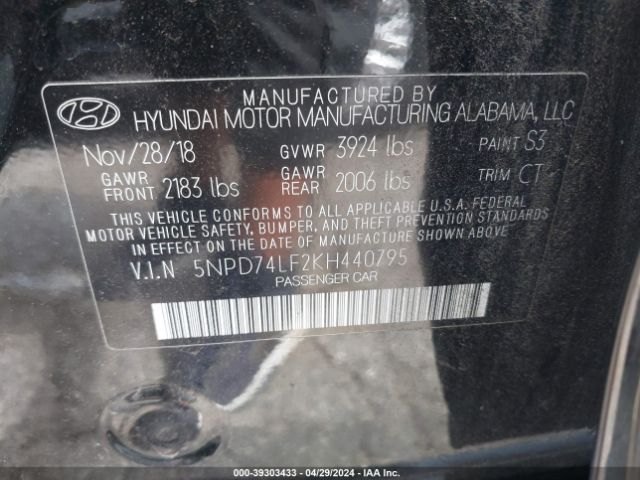 MANUFACTURED BY
HYUNDAI MOTOR MANUFACTURING ALABAMA, LLC
Nov/28/18 GVWR 3924 lbs PAINT S3
GAWR FRONT 2183 lbs GAWR REAR 2006 lbs TRIM CT
THIS VEHICLE CONFORMS TO ALL APPLICABLE U.S.A. FEDERAL
MOTOR VEHICLE SAFETY, BUMPER, AND THEFT PREVENTION STANDARDS
IN EFFECT ON THE DATE OF MANUFACTURE SHOWN ABOVE.
V.I.N 5NPD74LF2KH440795
PASSENGER CAR
000-39303433 - 04/29/2024 - IAA Inc.